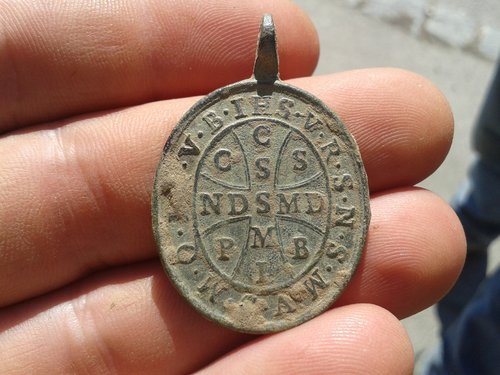 V·B·IHS·V·R·S·N·S·M·V·S·M·Q·
C
C S S
S
NDSMD
P M B
I